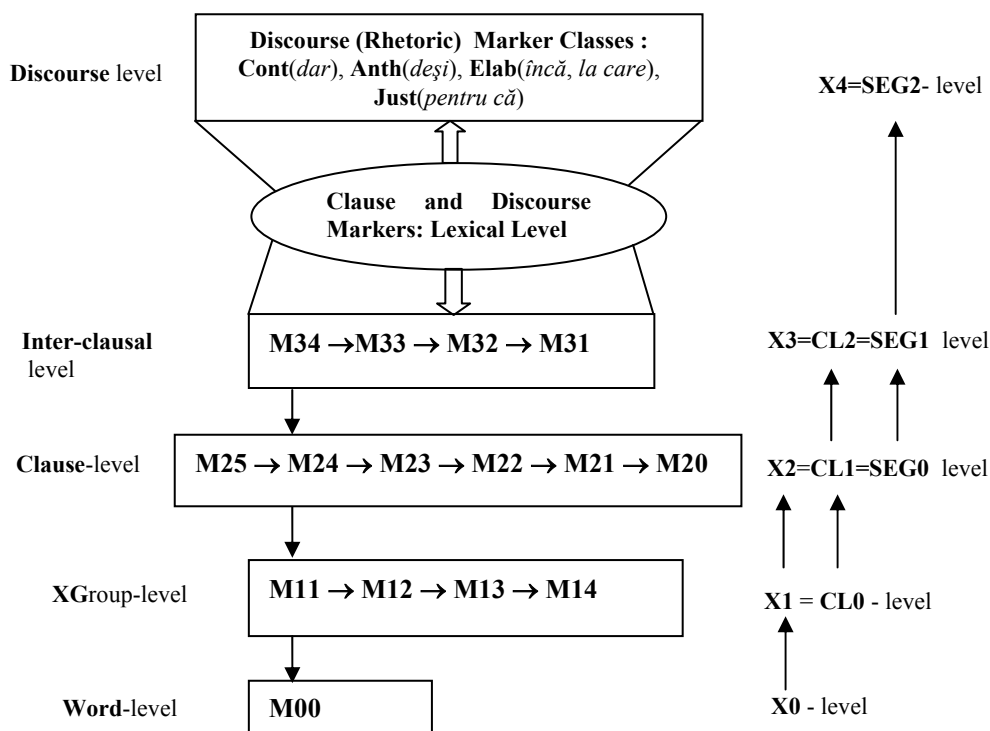 Discourse (Rhetoric) Marker Classes :
Cont(dar), Anth(deşi), Elab(încă, la care),
Just(pentru că)
Discourse level
X4=SEG2- level
Clause and Discourse
Markers: Lexical Level
Inter-clausal
level
M34 →M33 → M32 → M31
X3=CL2=SEG1 level
Clause-level
M25 → M24 → M23 → M22 → M21 → M20
X2=CL1=SEG0 level
XGroup-level
M11 → M12 → M13 → M14
X1 = CL0 - level
Word-level
M00
X0 - level